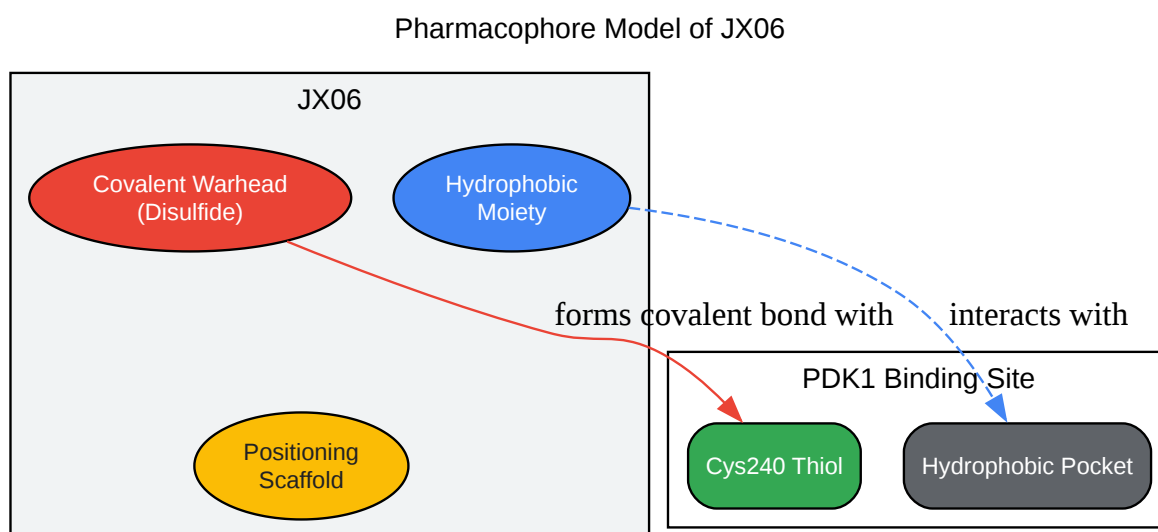 Pharmacophore Model of JX06
JX06
Covalent Warhead
(Disulfide)
Hydrophobic
Moiety
forms covalent bond with
interacts with
PDK1 Binding Site
Positioning
Scaffold
Cys240 Thiol
Hydrophobic Pocket